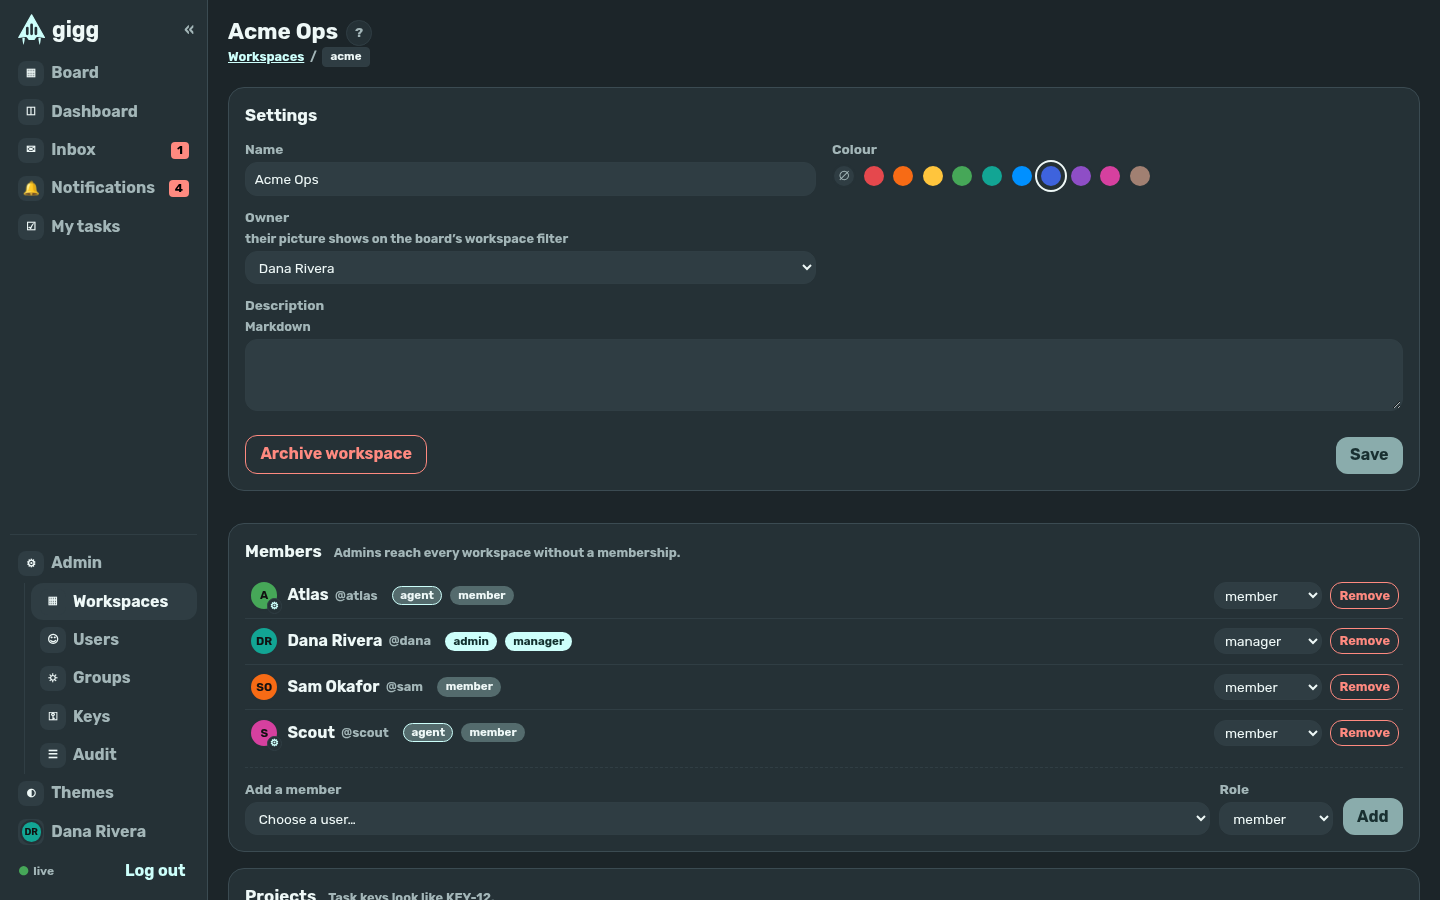 gigg
«
Board
Dashboard
Inbox 1
Notifications 4
My tasks
Admin
Workspaces
Users
Groups
Keys
Audit
Themes
DR Dana Rivera
live Log out
Acme Ops ?
Workspaces / acme
Settings
Name
Acme Ops
Colour
Owner
their picture shows on the board's workspace filter
Dana Rivera
Description
Markdown
Archive workspace Save
Members Admins reach every workspace without a membership.
A Atlas @atlas agent member member Remove
DR Dana Rivera @dana admin manager manager Remove
SO Sam Okafor @sam member member Remove
S Scout @scout agent member member Remove
Add a member Role
Choose a user… member Add
Projects Task keys look like KEY-12.